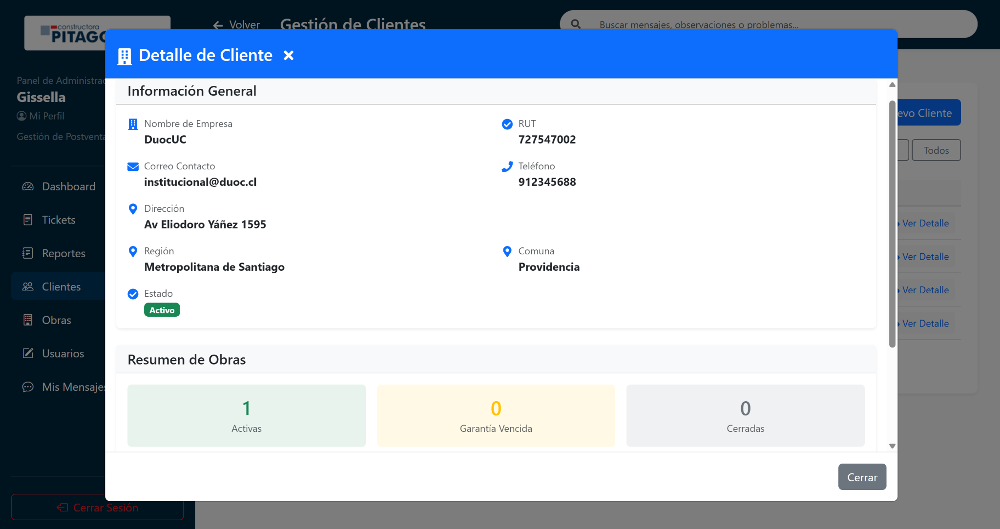 constructora
PITAGO
Volver
Gestión de Clientes
Buscar mensajes, observaciones o problemas...
Detalle de Cliente
Panel de Administrac
Gissella
Mi Perfil
Gestión de Postventa
Dashboard
Tickets
Reportes
Clientes
Obras
Usuarios
Mis Mensajes
Cerrar Sesión
Información General
Nombre de Empresa
DuocUC
RUT
727547002
Correo Contacto
institucional@duoc.cl
Teléfono
912345688
Dirección
Av Eliodoro Yáñez 1595
Región
Metropolitana de Santiago
Comuna
Providencia
Estado
Activo
Resumen de Obras
1
Activas
0
Garantía Vencida
0
Cerradas
Cerrar
evo Cliente
Todos
Ver Detalle
Ver Detalle
Ver Detalle
Ver Detalle